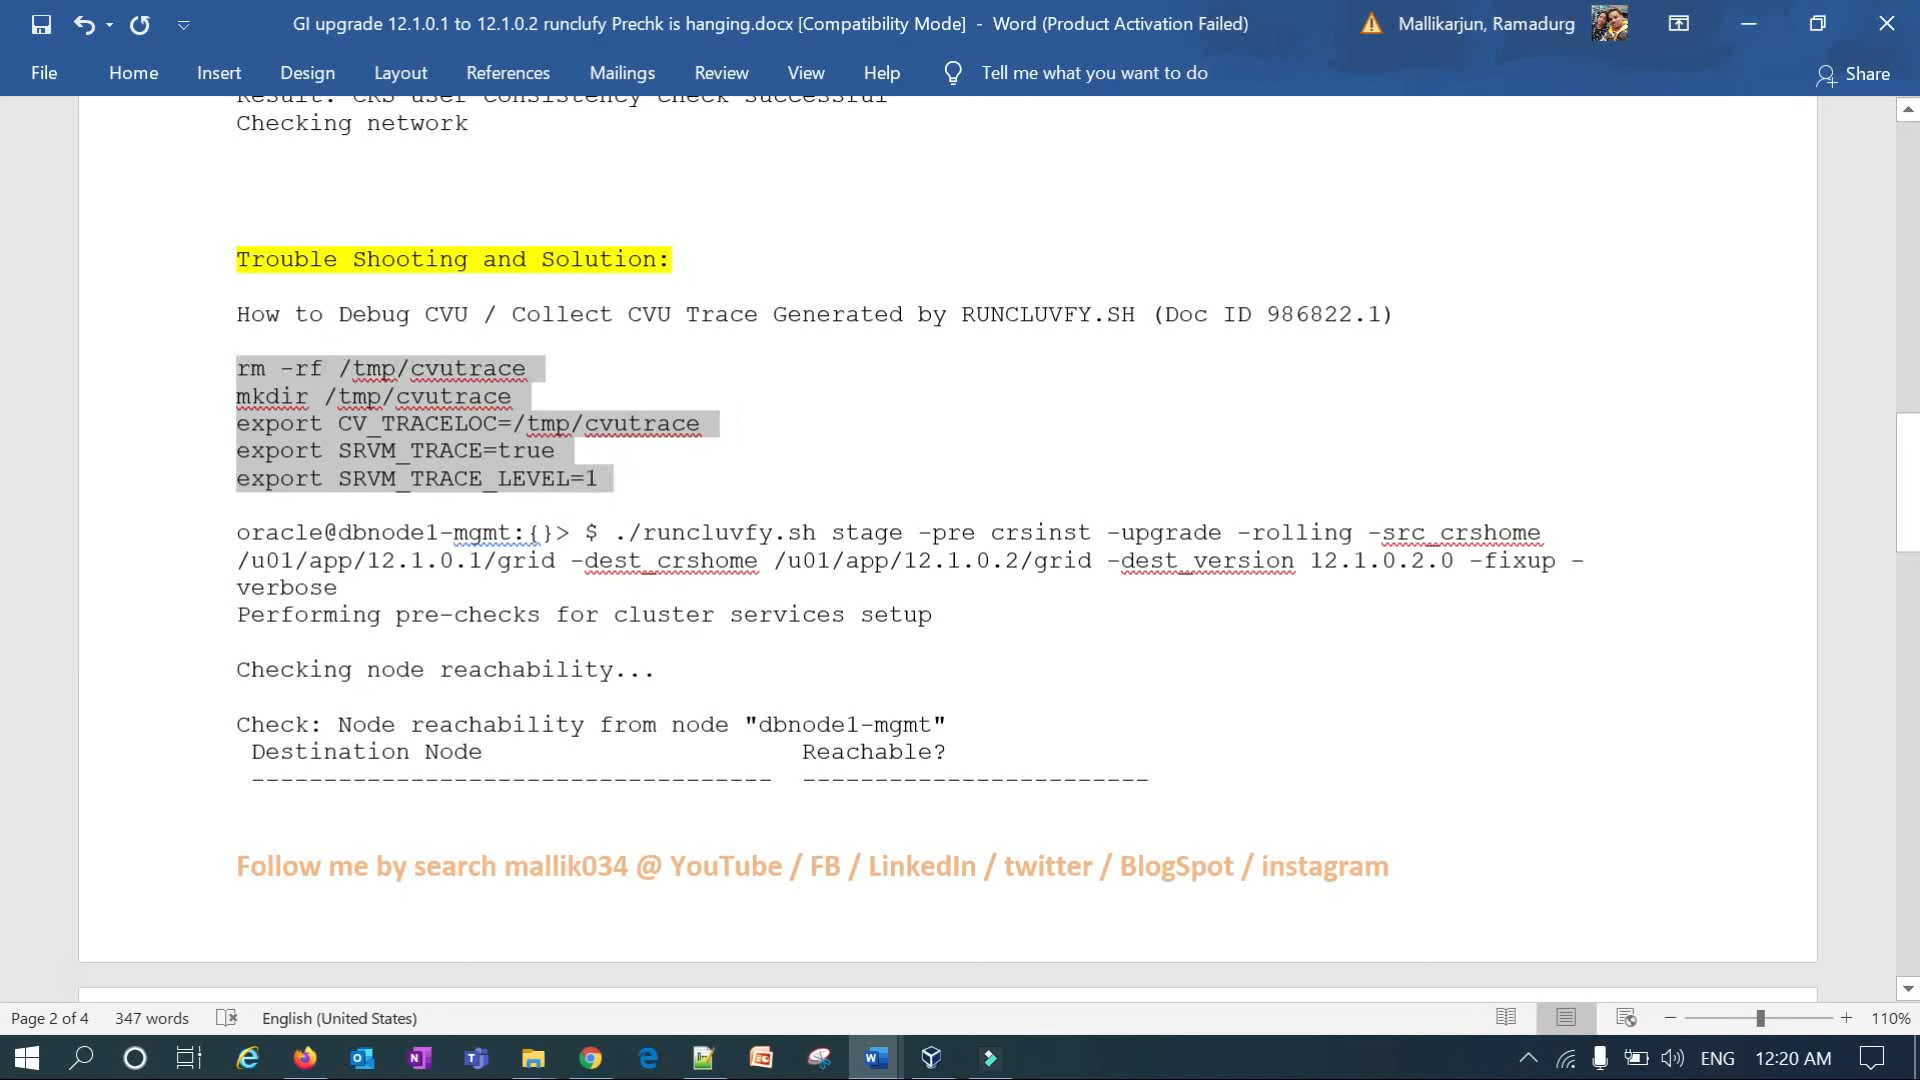 GI upgrade 12.1.0.1 to 12.1.0.2 runclufy Prechk is hanging.docx [Compatibility Mode] - Word (Product Activation Failed)
Mallikarjun, Ramadurg
File Home Insert Design Layout References Mailings Review View Help Tell me what you want to do Share
Result: CRS user consistency check successful
Checking network
Trouble Shooting and Solution:
How to Debug CVU / Collect CVU Trace Generated by RUNCLUVFY.SH (Doc ID 986822.1)
rm -rf /tmp/cvutrace
mkdir /tmp/cvutrace
export CV_TRACELOC=/tmp/cvutrace
export SRVM_TRACE=true
export SRVM_TRACE_LEVEL=1
oracle@dbnode1-mgmt:{}> $ ./runcluvfy.sh stage -pre crsinst -upgrade -rolling -src_crshome
/u01/app/12.1.0.1/grid -dest_crshome /u01/app/12.1.0.2/grid -dest_version 12.1.0.2.0 -fixup -
verbose
Performing pre-checks for cluster services setup
Checking node reachability...
Check: Node reachability from node "dbnode1-mgmt"
Destination Node Reachable?
------------------------------------ ------------------------
Follow me by search mallik034 @ YouTube / FB / LinkedIn / twitter / BlogSpot / instagram
Page 2 of 4 347 words English (United States) 110%
ENG 12:20 AM